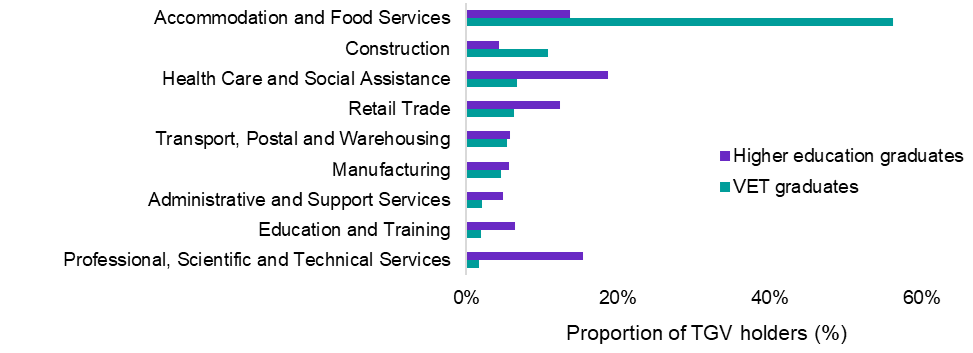 Accommodation and Food Services
Construction
Health Care and Social Assistance
Retail Trade
Transport, Postal and Warehousing
Manufacturing
Administrative and Support Services
Education and Training
Professional, Scientific and Technical Services
Higher education graduates
VET graduates
0% 20% 40% 60%
Proportion of TGV holders (%)